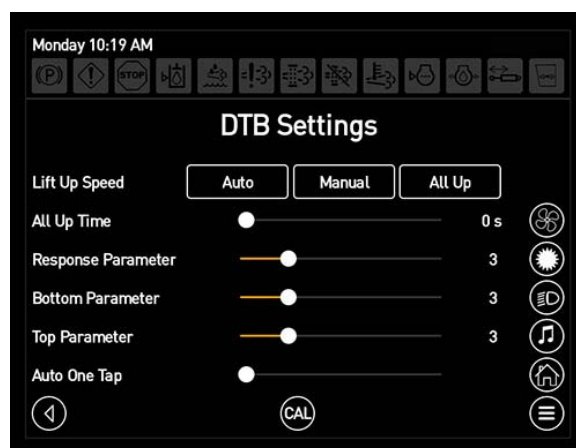 Monday 10:19 AM
STOP
DTB Settings
Lift Up Speed Auto Manual All Up
All Up Time 0 s
Response Parameter 3
Bottom Parameter 3
Top Parameter 3
Auto One Tap
CAL